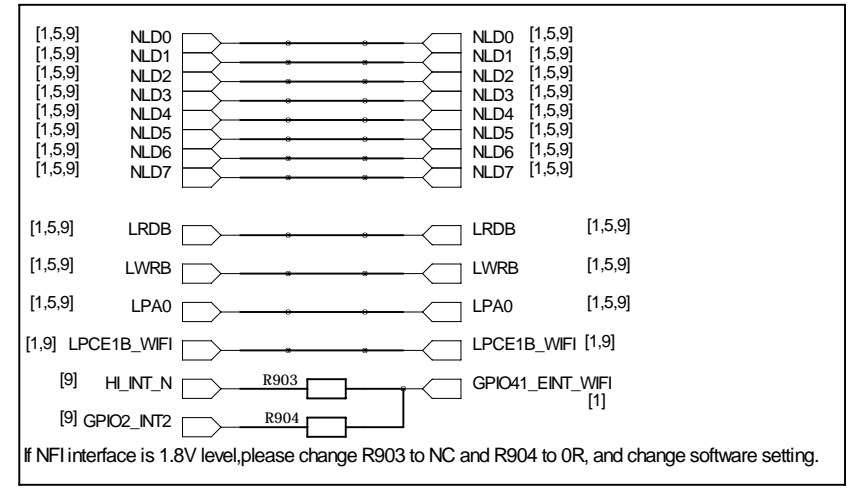 [1,5,9] NLD0 NLD0 [1,5,9]
[1,5,9] NLD1 NLD1 [1,5,9]
[1,5,9] NLD2 NLD2 [1,5,9]
[1,5,9] NLD3 NLD3 [1,5,9]
[1,5,9] NLD4 NLD4 [1,5,9]
[1,5,9] NLD5 NLD5 [1,5,9]
[1,5,9] NLD6 NLD6 [1,5,9]
[1,5,9] NLD7 NLD7 [1,5,9]
[1,5,9] LRDB LRDB [1,5,9]
[1,5,9] LWRB LWRB [1,5,9]
[1,5,9] LPA0 LPA0 [1,5,9]
[1,9] LPCE1B_WIFI LPCE1B_WIFI [1,9]
[9] HI_INT_N R903 GPIO41_EINT_WIFI
[1]
[9] GPIO2_INT2 R904
If NFI interface is 1.8V level,please change R903 to NC and R904 to 0R, and change software setting.